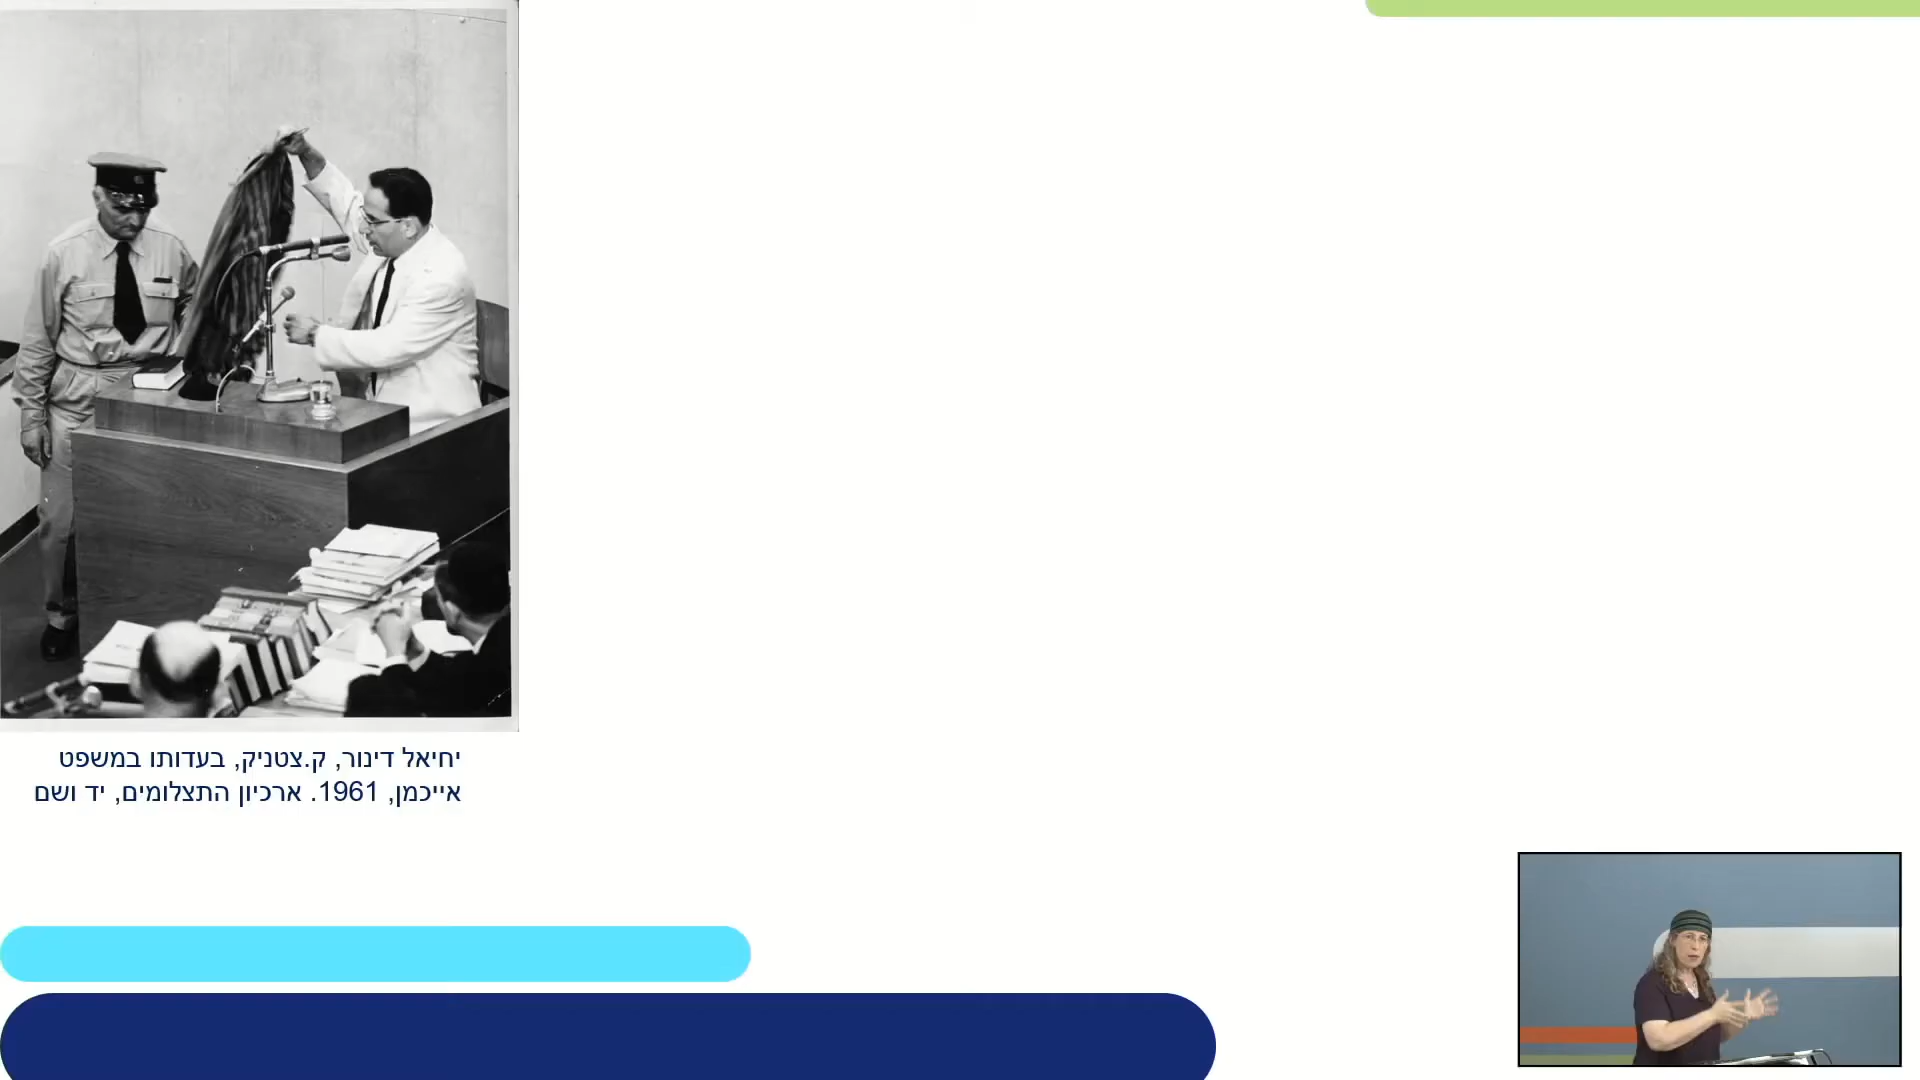 יחיאל דינור, ק.צטניק, בעדותו במשפט
אייכמן, 1961. ארכיון התצלומים, יד ושם